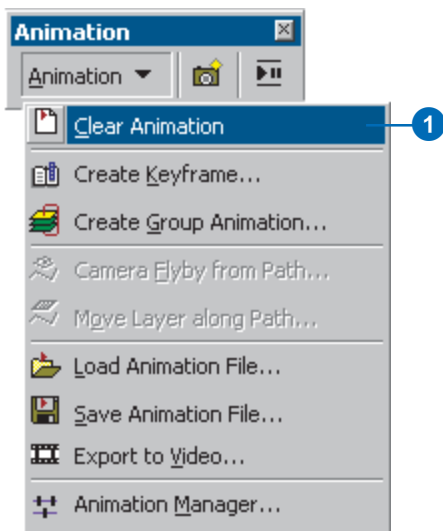 Animation
Animation
Clear Animation
1
Create Keyframe...
Create Group Animation...
Camera Flyby from Path...
Move Layer along Path...
Load Animation File...
Save Animation File...
Export to Video...
Animation Manager...